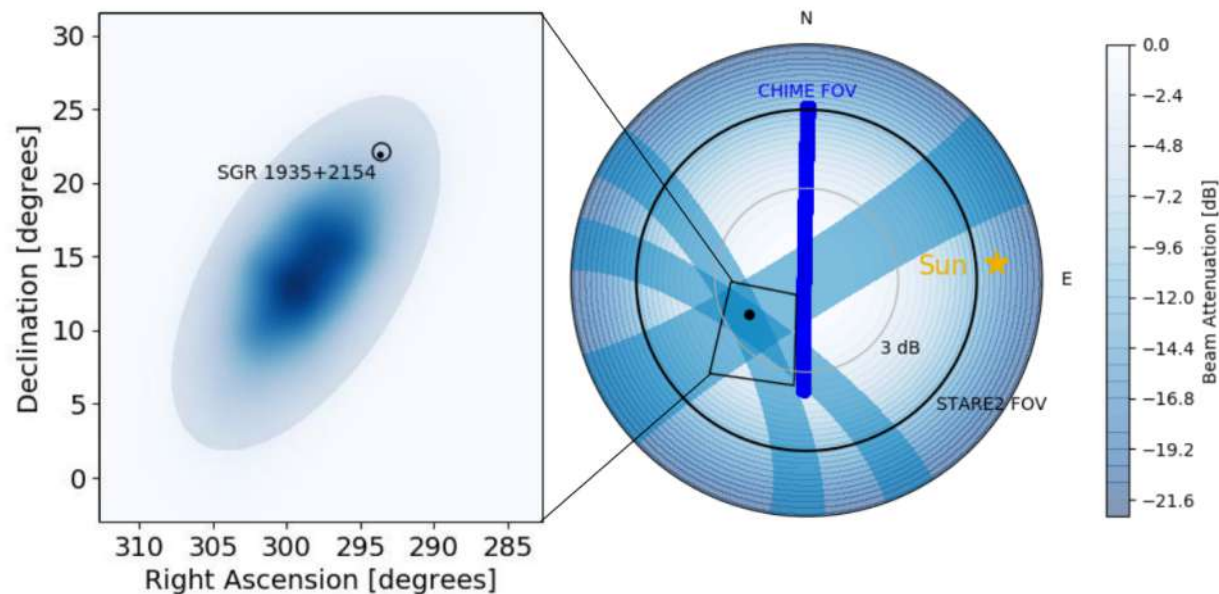 30
25
20
15
10
5
0
Declination [degrees]
SGR 1935+2154
310 305 300 295 290 285
Right Ascension [degrees]
N
CHIME FOV
Sun
E
3 dB
STARE2 FOV
0.0
−2.4
−4.8
−7.2
−9.6
−12.0
−14.4
−16.8
−19.2
−21.6
Beam Attenuation [dB]